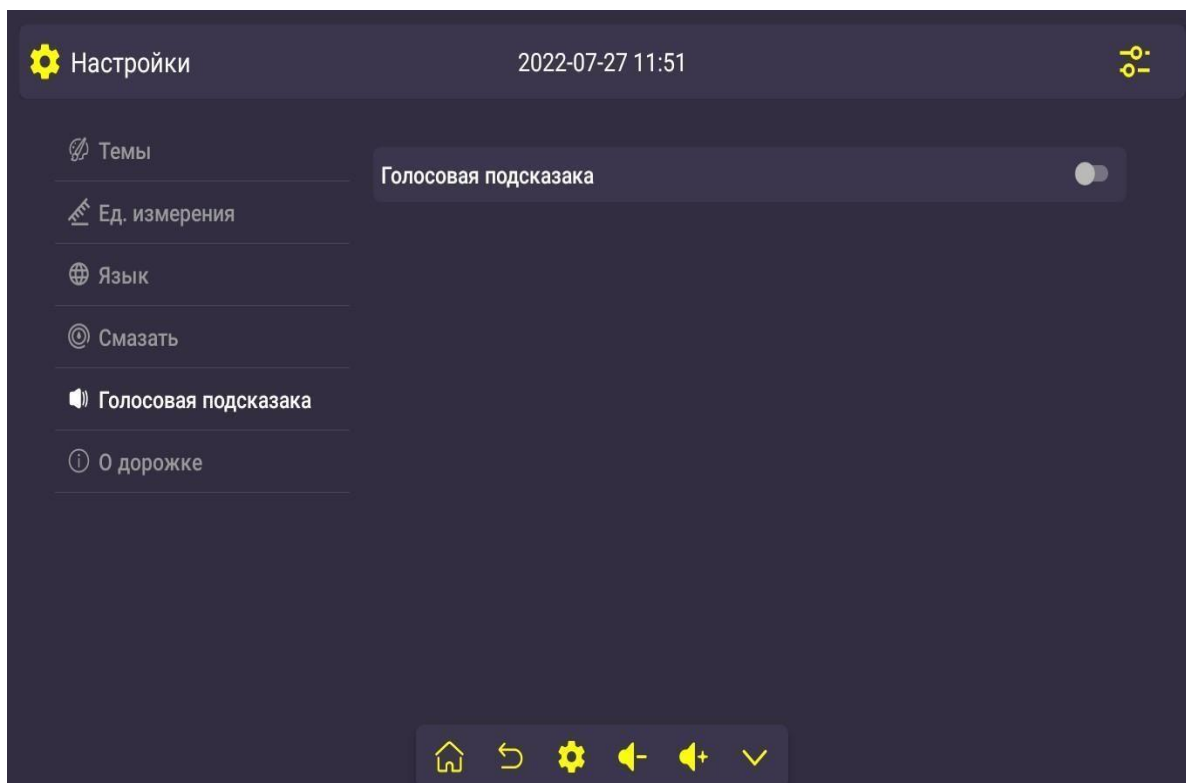 Настройки
2022-07-27 11:51
Темы
Ед. измерения
Язык
Смазать
Голосовая подсказака
О дорожке
Голосовая подсказака